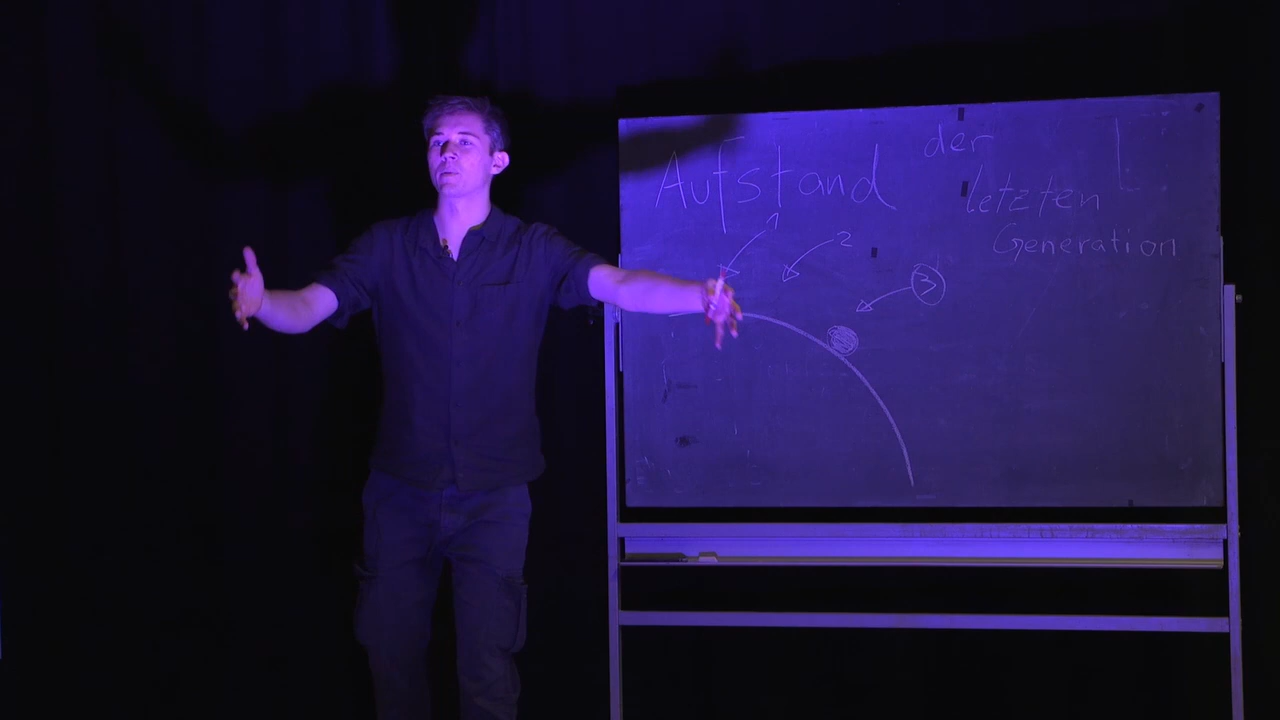 Aufstand der
letzten
Generation
1
2
3